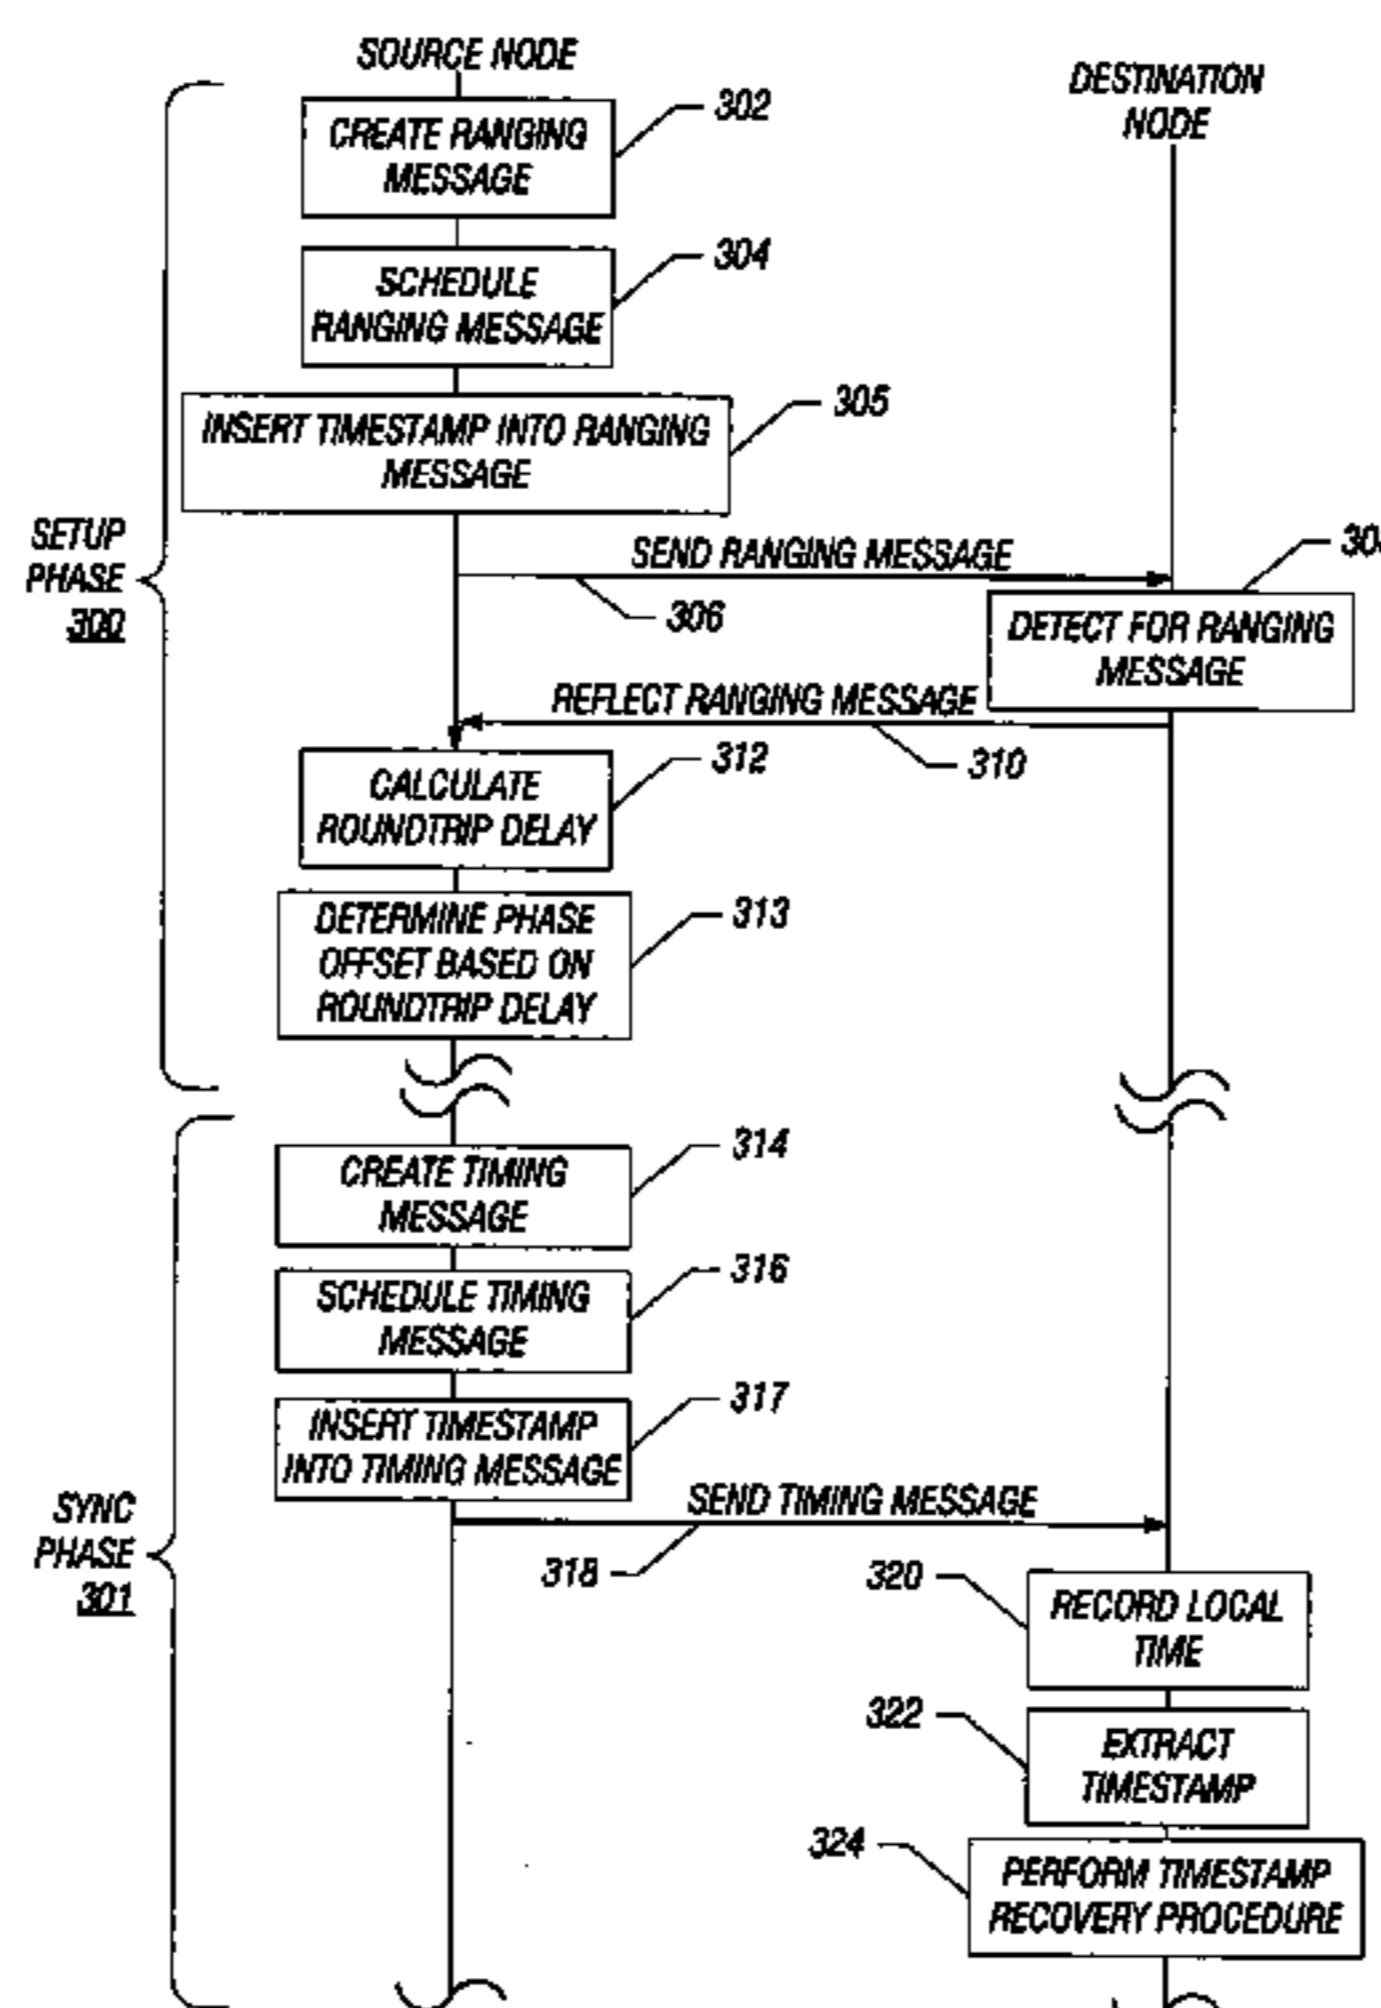 SOURCE NODE
DESTINATION
NODE
CREATE RANGING
MESSAGE
302
SCHEDULE
RANGING MESSAGE
304
INSERT TIMESTAMP INTO RANGING
MESSAGE
305
SETUP
PHASE
300
SEND RANGING MESSAGE
306
DETECT FOR RANGING
MESSAGE
REFLECT RANGING MESSAGE
310
CALCULATE
ROUNDTRIP DELAY
312
DETERMINE PHASE
OFFSET BASED ON
ROUNDTRIP DELAY
313
CREATE TIMING
MESSAGE
314
SCHEDULE TIMING
MESSAGE
316
INSERT TIMESTAMP
INTO TIMING MESSAGE
317
SYNC
PHASE
301
SEND TIMING MESSAGE
318
320
RECORD LOCAL
TIME
322
EXTRACT
TIMESTAMP
324
PERFORM TIMESTAMP
RECOVERY PROCEDURE